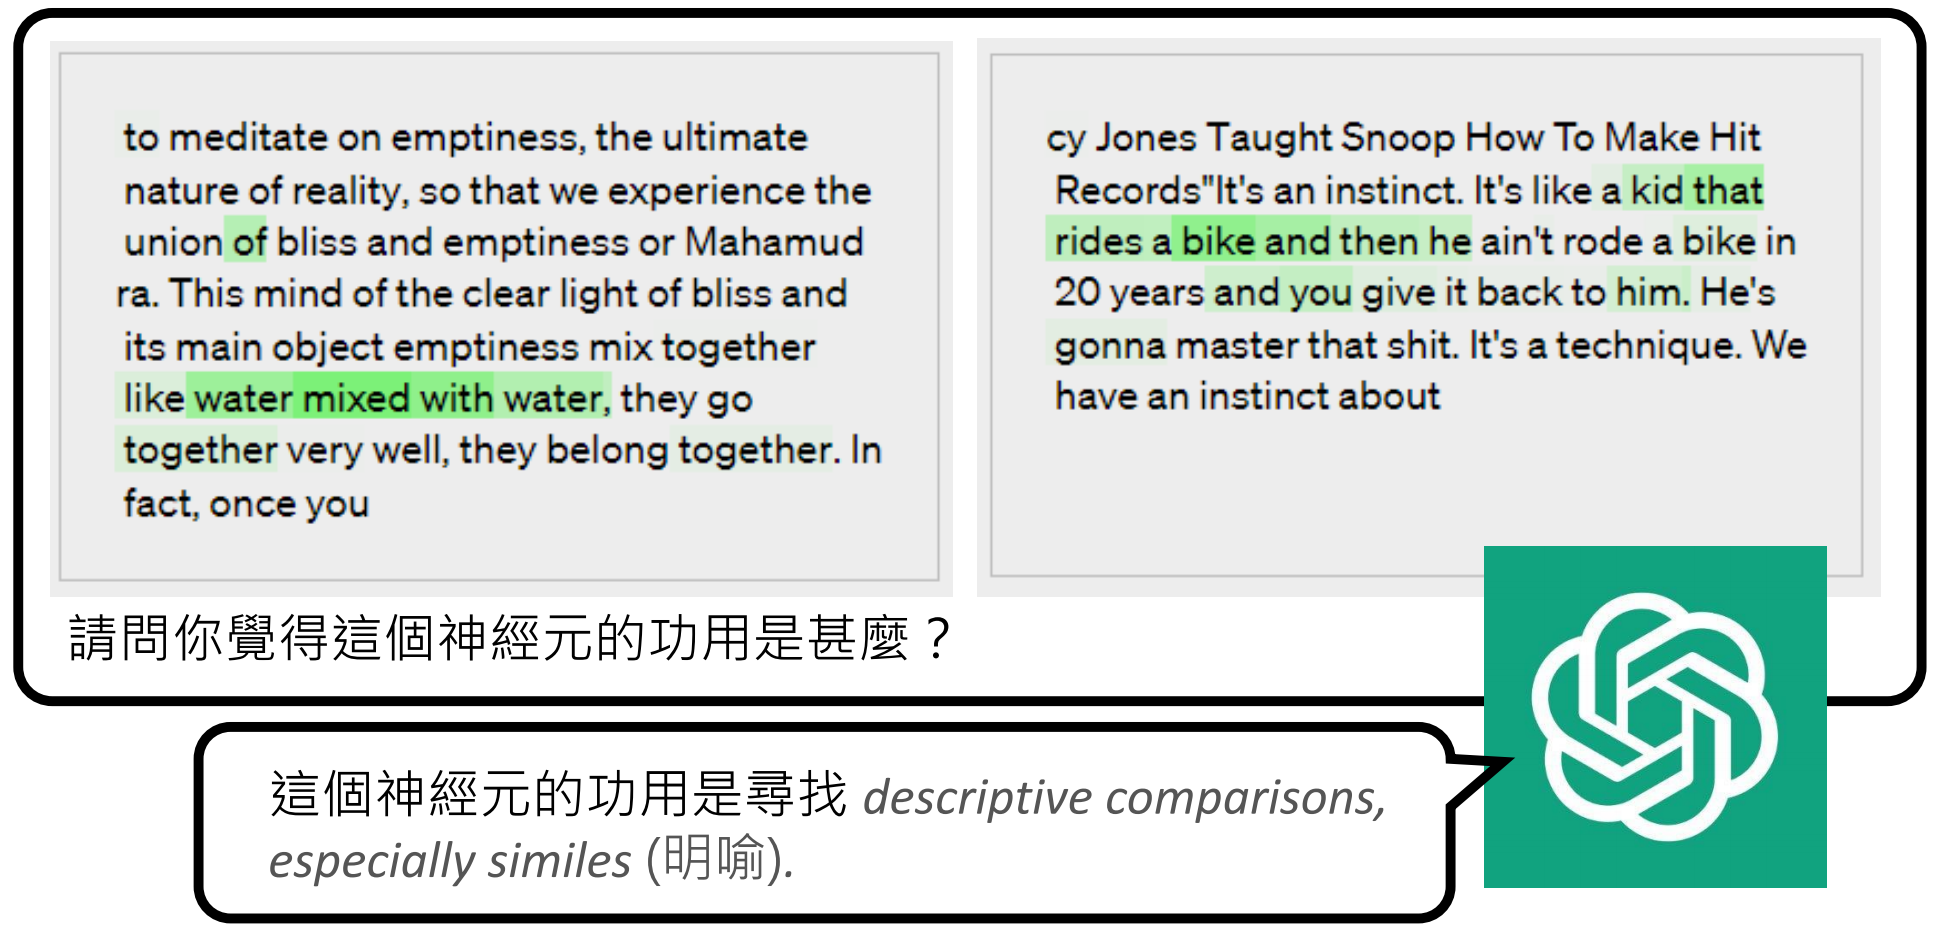 to meditate on emptiness, the ultimate
nature of reality, so that we experience the
union of bliss and emptiness or Mahamud
ra. This mind of the clear light of bliss and
its main object emptiness mix together
like water mixed with water, they go
together very well, they belong together. In
fact, once you
cy Jones Taught Snoop How To Make Hit
Records"It's an instinct. It's like a kid that
rides a bike and then he ain't rode a bike in
20 years and you give it back to him. He's
gonna master that shit. It's a technique. We
have an instinct about
請問你覺得這個神經元的功用是甚麼？
這個神經元的功用是尋找 descriptive comparisons,
especially similes (明喻).